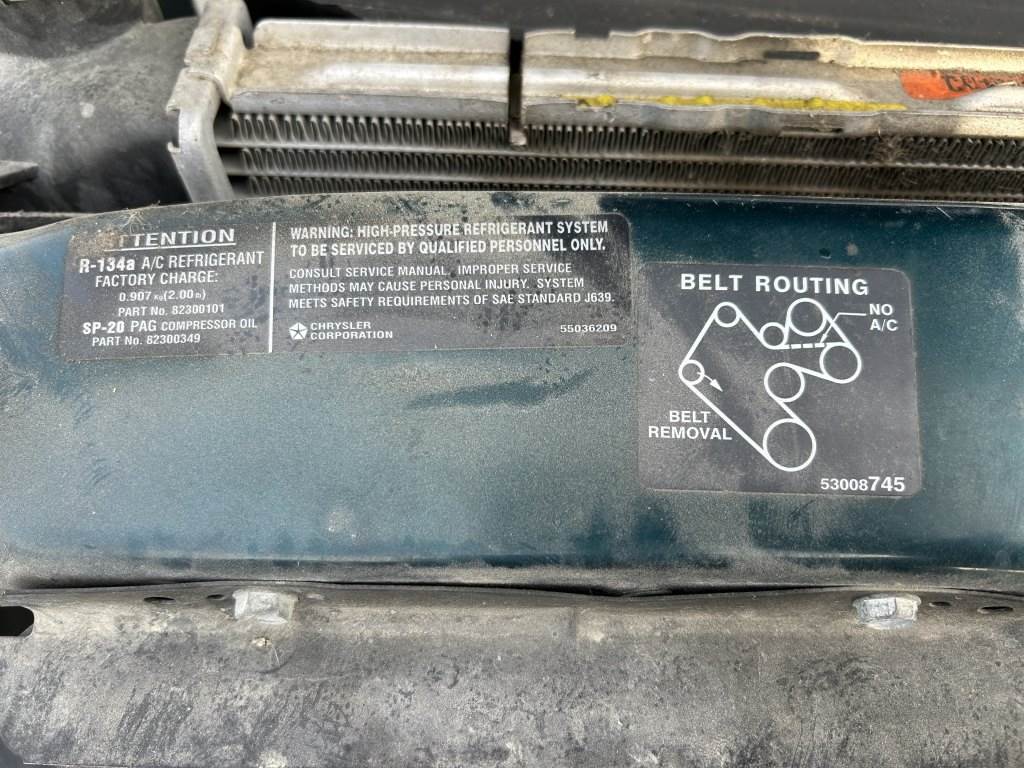 ATTENTION
R-134a A/C REFRIGERANT
FACTORY CHARGE:
0.907 KG (2.00 lb)
PART No. 82300101
SP-20 PAG COMPRESSOR OIL
PART No. 82300349
WARNING: HIGH-PRESSURE REFRIGERANT SYSTEM
TO BE SERVICED BY QUALIFIED PERSONNEL ONLY.
CONSULT SERVICE MANUAL. IMPROPER SERVICE
METHODS MAY CAUSE PERSONAL INJURY. SYSTEM
MEETS SAFETY REQUIREMENTS OF SAE STANDARD J639.
CHRYSLER
CORPORATION
55036209
BELT ROUTING
NO
A/C
BELT
REMOVAL
53008745